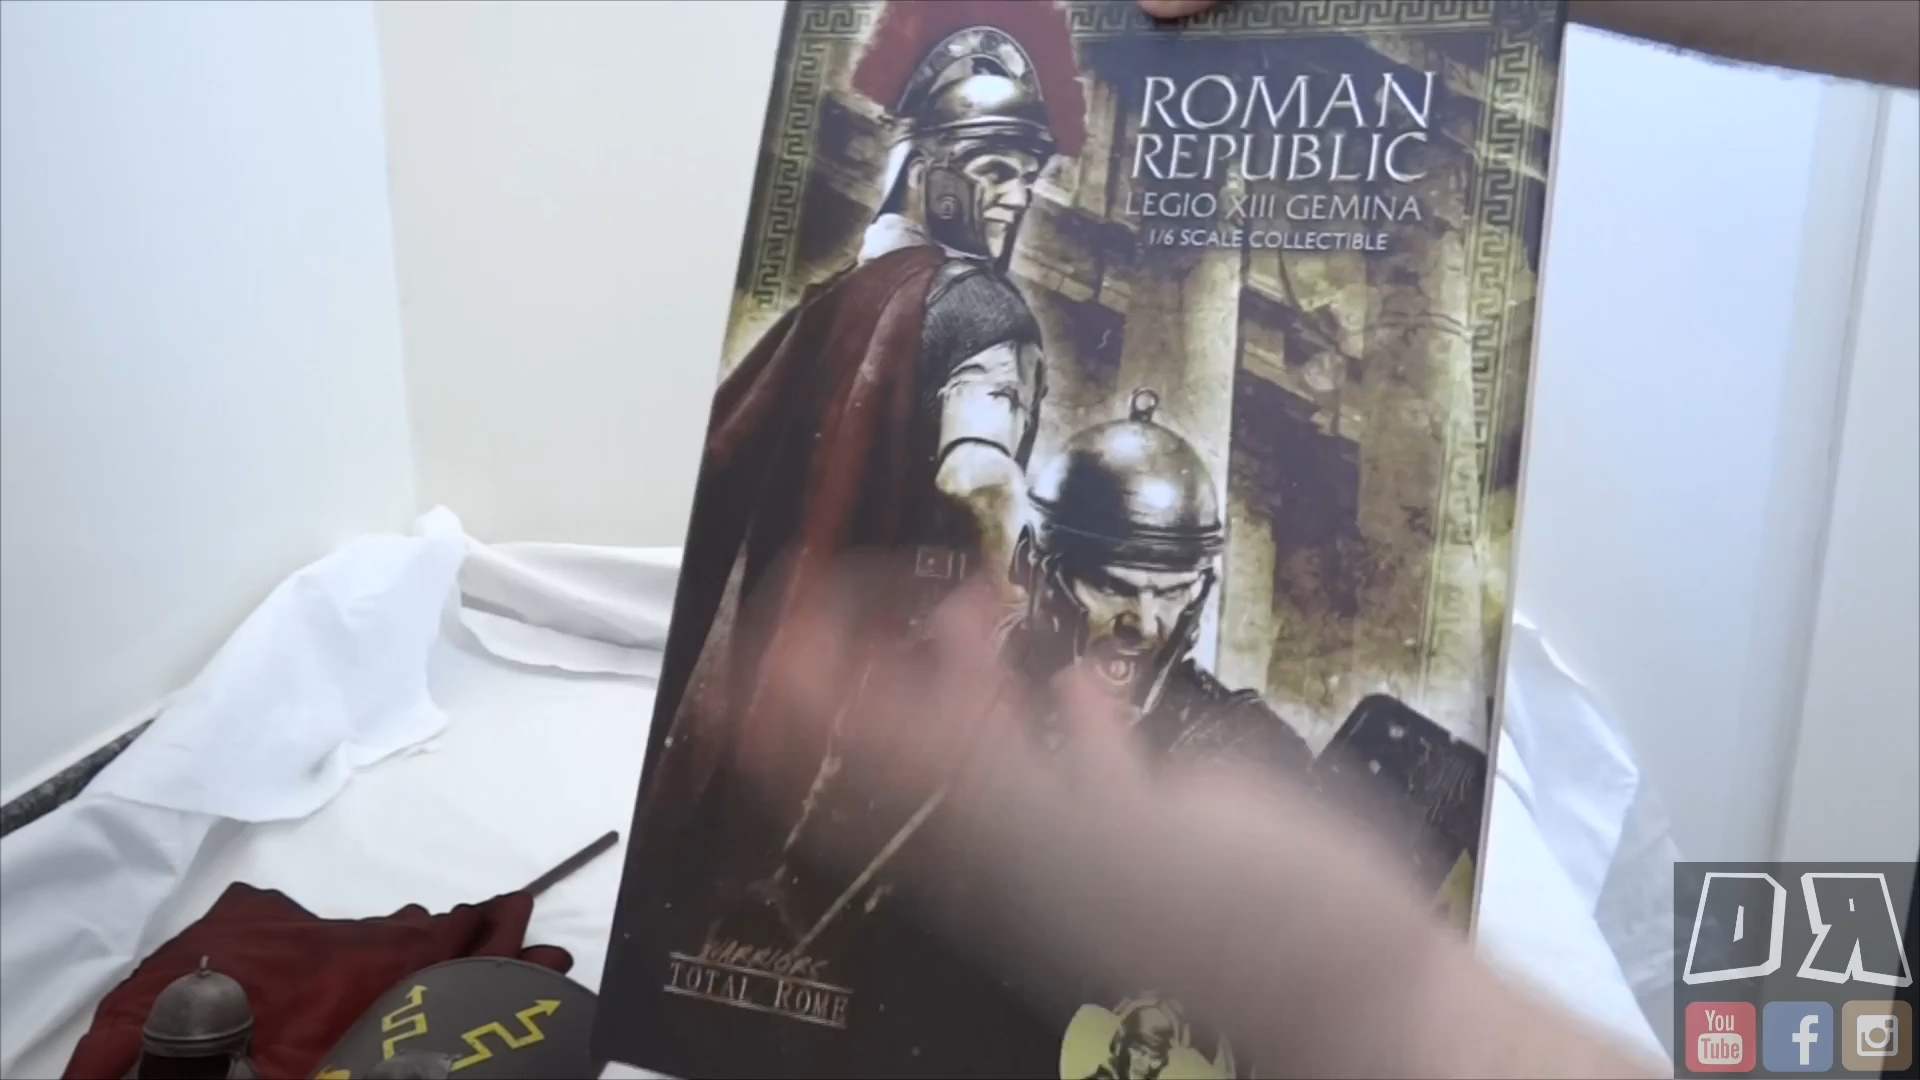 ROMAN
REPUBLIC
LEGIO XIII GEMINA
1/6 SCALE COLLECTIBLE
WARRIORS
TOTAL ROME
DR
You
Tube
f